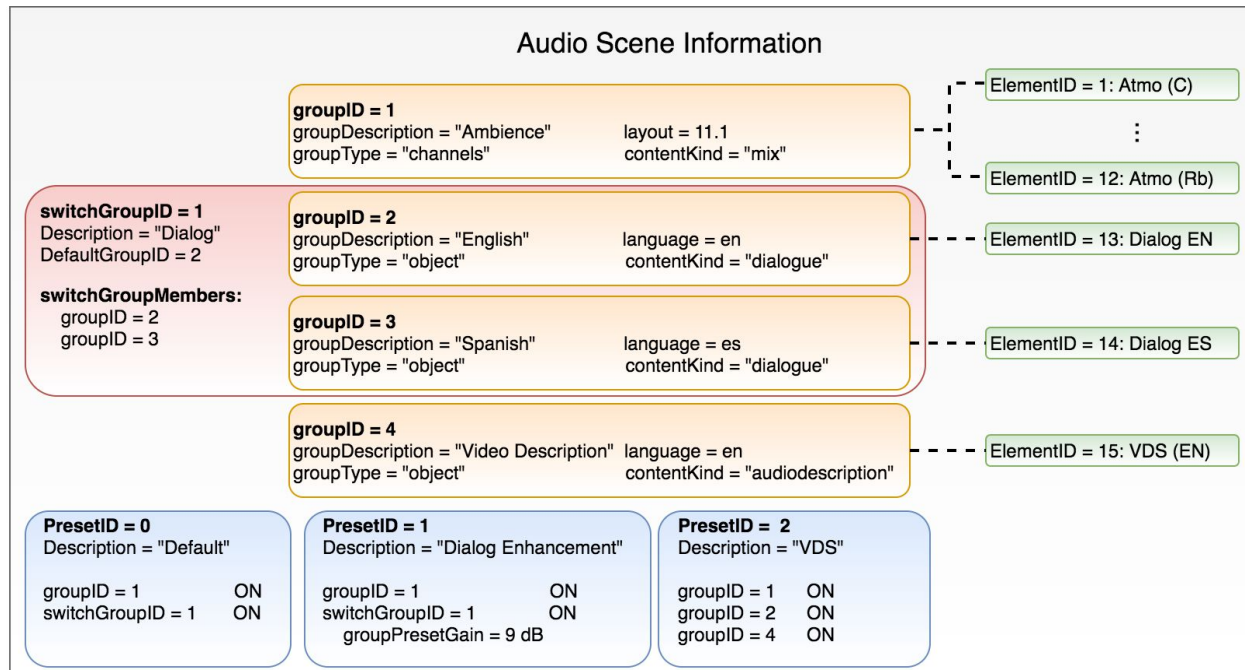 Audio Scene Information
groupID = 1
groupDescription = "Ambience" layout = 11.1
groupType = "channels" contentKind = "mix"
ElementID = 1: Atmo (C)
⋮
ElementID = 12: Atmo (Rb)
switchGroupID = 1
Description = "Dialog"
DefaultGroupID = 2
switchGroupMembers:
groupID = 2
groupID = 3
groupID = 2
groupDescription = "English" language = en
groupType = "object" contentKind = "dialogue"
ElementID = 13: Dialog EN
groupID = 3
groupDescription = "Spanish" language = es
groupType = "object" contentKind = "dialogue"
ElementID = 14: Dialog ES
groupID = 4
groupDescription = "Video Description" language = en
groupType = "object" contentKind = "audiodescription"
ElementID = 15: VDS (EN)
PresetID = 0
Description = "Default"
groupID = 1 ON
switchGroupID = 1 ON
PresetID = 1
Description = "Dialog Enhancement"
groupID = 1 ON
switchGroupID = 1 ON
groupPresetGain = 9 dB
PresetID = 2
Description = "VDS"
groupID = 1 ON
groupID = 2 ON
groupID = 4 ON